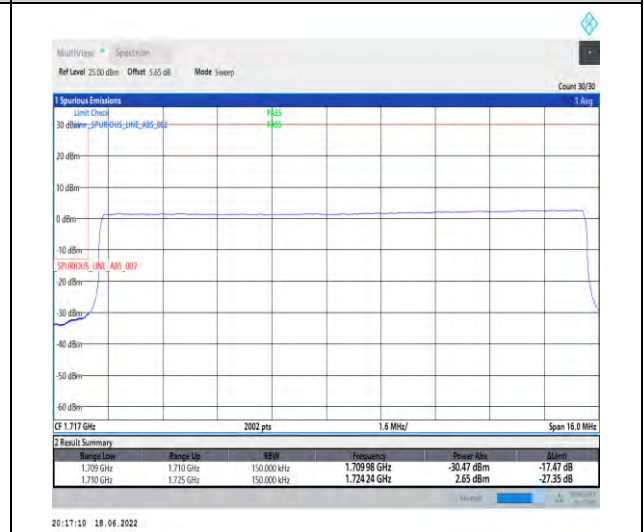 MultiView Spectrum
Ref Level 25.00 dBm Offset 5.65 dB Mode Sweep
Count 30/30
1 Spurious Emissions 1 Avg
Limit Check PASS
30 dBm Line _SPURIOUS_LINE_ABS_002 PASS
20 dBm
10 dBm
0 dBm
-10 dBm
_SPURIOUS_LINE_ABS_002
-20 dBm
-30 dBm
-40 dBm
-50 dBm
-60 dBm
CF 1.717 GHz 2002 pts 1.6 MHz/ Span 16.0 MHz
2 Result Summary
Range Low Range Up RBW Frequency Power Abs ΔLimit
1.709 GHz 1.710 GHz 150.000 kHz 1.709 98 GHz -30.47 dBm -17.47 dB
1.710 GHz 1.725 GHz 150.000 kHz 1.724 24 GHz 2.65 dBm -27.35 dB
20:17:10 18.06.2022